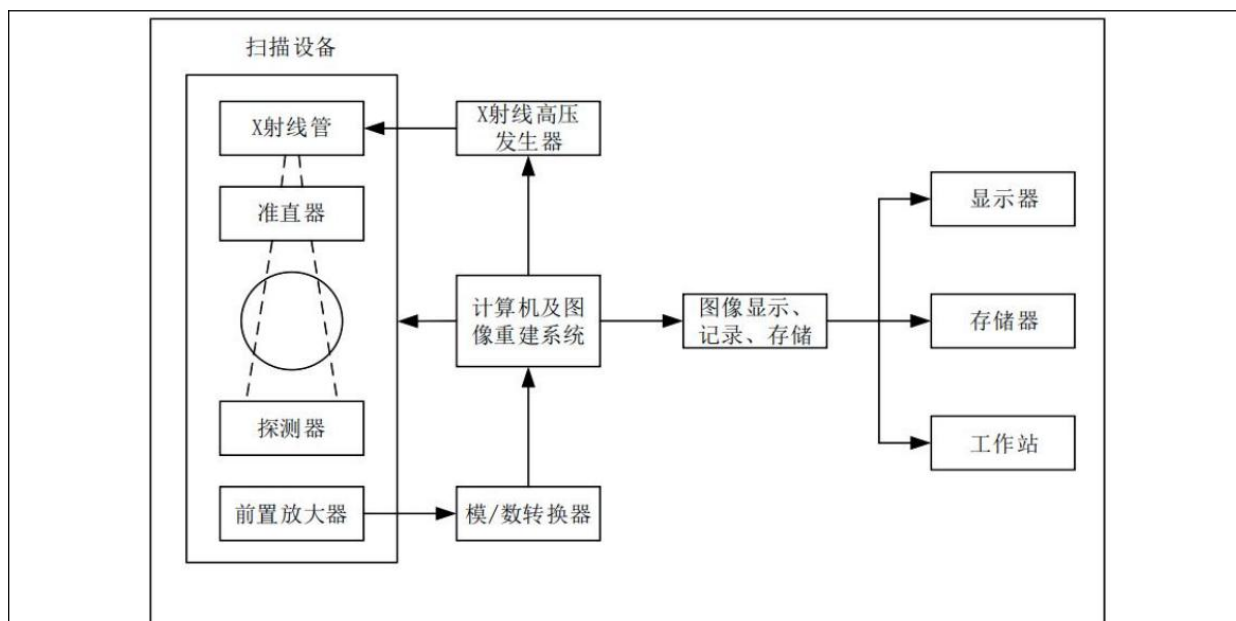 扫描设备
X射线管
X射线高压
发生器
准直器
显示器
计算机及图
像重建系统
图像显示、
记录、存储
存储器
探测器
工作站
前置放大器
模/数转换器